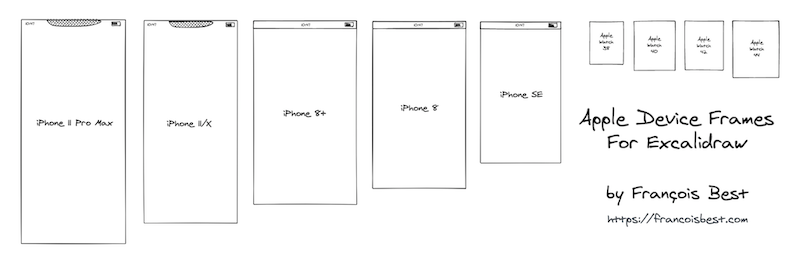 10:47
iPhone 11 Pro Max
10:47
iPhone 11/X
10:47
iPhone 8+
10:47
iPhone 8
10:47
iPhone SE
Apple
Watch
38
Apple
Watch
40
Apple
Watch
42
Apple
Watch
44
Apple Device Frames
For Excalidraw
by François Best
https://francoisbest.com